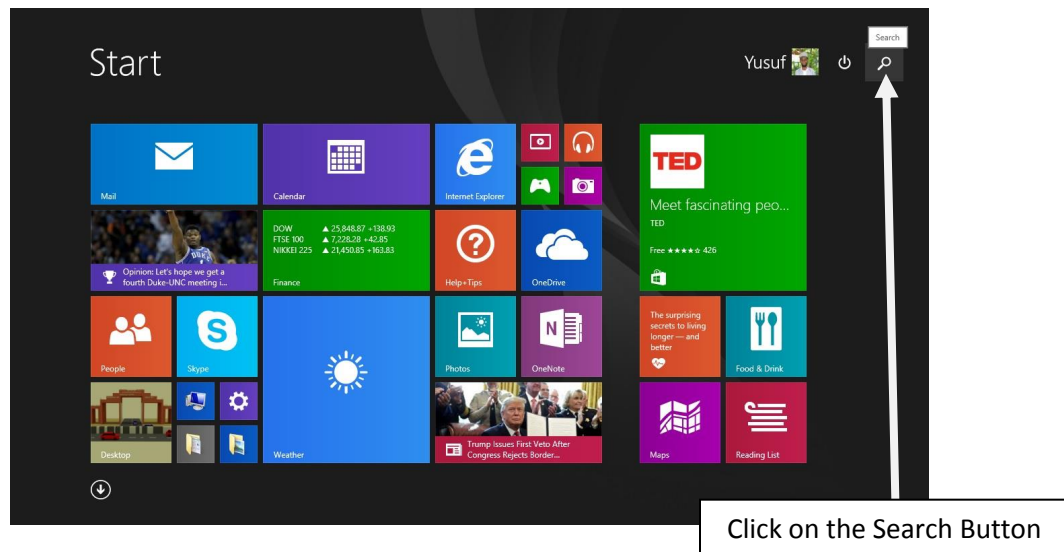 Search
Start
Yusuf
Mail
Calendar
Internet Explorer
TED
Meet fascinating peo...
TED
Free ★★★★☆ 426
DUKE
Opinion: Let's hope we get a
fourth Duke-UNC meeting i...
DOW ▲ 25,848.87 +138.93
FTSE 100 ▲ 7,228.28 +42.85
NIKKEI 225 ▲ 21,450.85 +163.83
Finance
Help+Tips
OneDrive
People
S
Skype
Weather
Photos
N
OneNote
The surprising
secrets to living
longer — and
better
Food & Drink
Desktop
Trump Issues First Veto After
Congress Rejects Border...
Maps
Reading List
Click on the Search Button